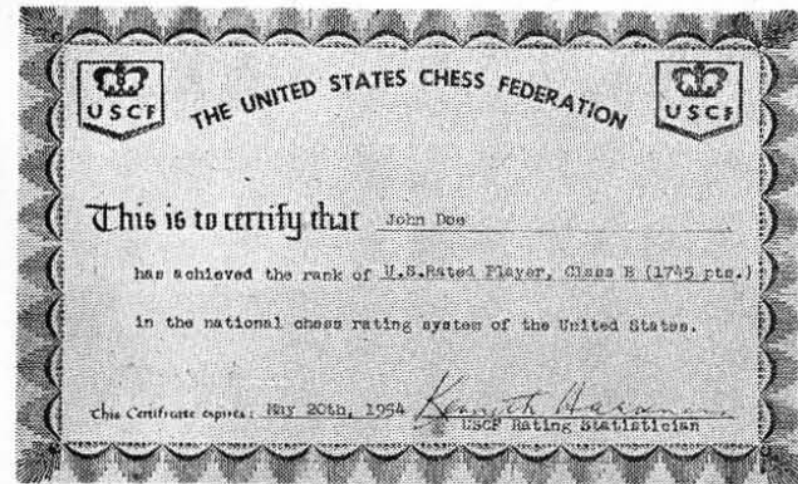 USCF
USCF
THE UNITED STATES CHESS FEDERATION
This is to certify that John Doe
has achieved the rank of U.S.Rated Player, Class B (1745 pts.)
in the national chess rating system of the United States.
This Certificate expires: May 20th, 1954 Kenneth Harkness
USCF Rating Statistician